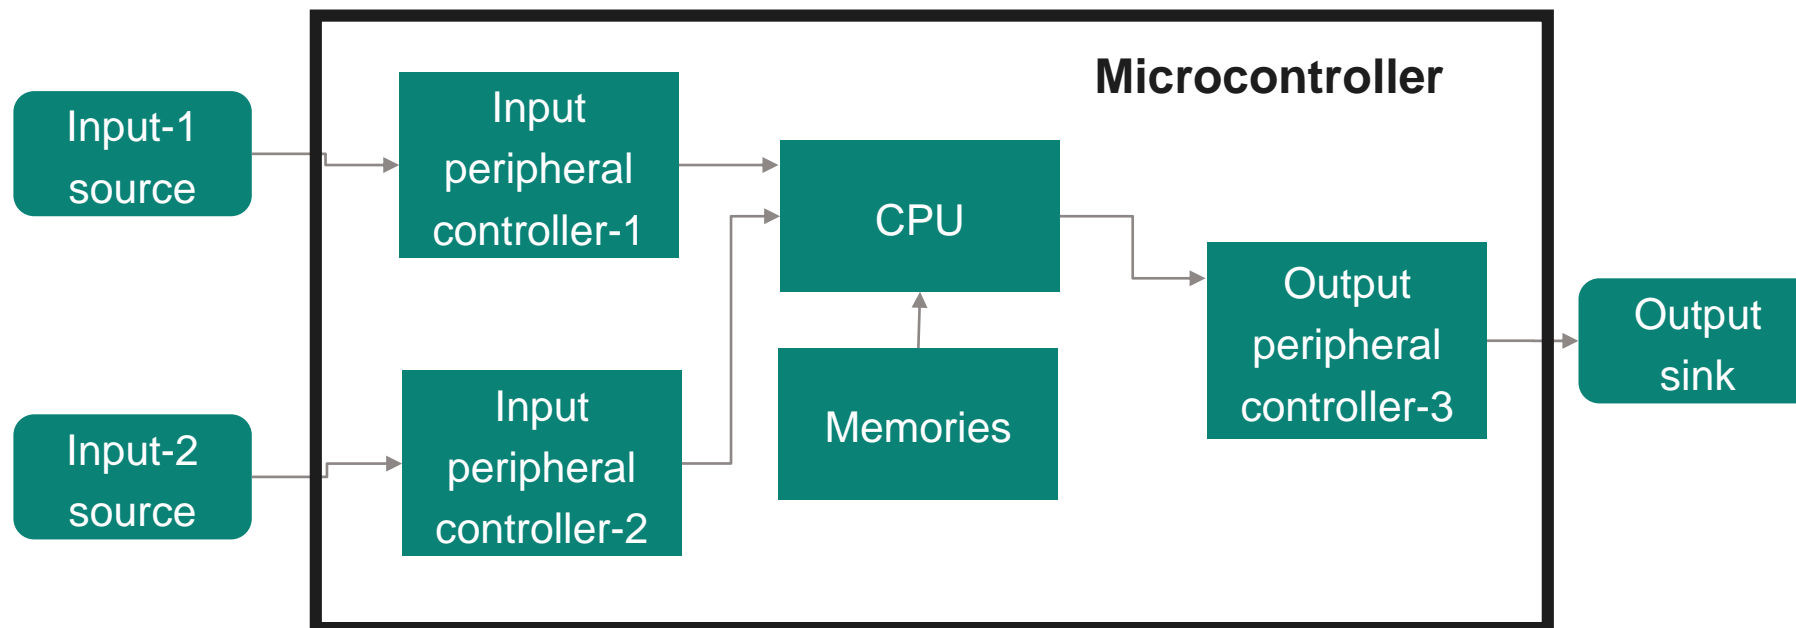 Microcontroller
Input-1
source
Input
peripheral
controller-1
CPU
Input-2
source
Input
peripheral
controller-2
Memories
Output
peripheral
controller-3
Output
sink